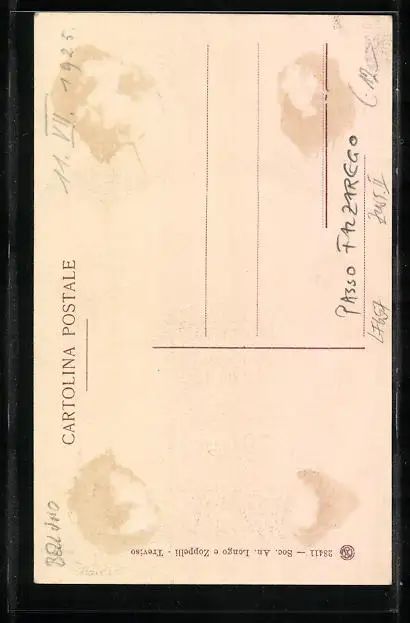 11. VII. 1925.
CARTOLINA POSTALE
BELLUNO
PASSO FALZAREGO
28411 — Soc. An. Longo e Zoppelli - Treviso